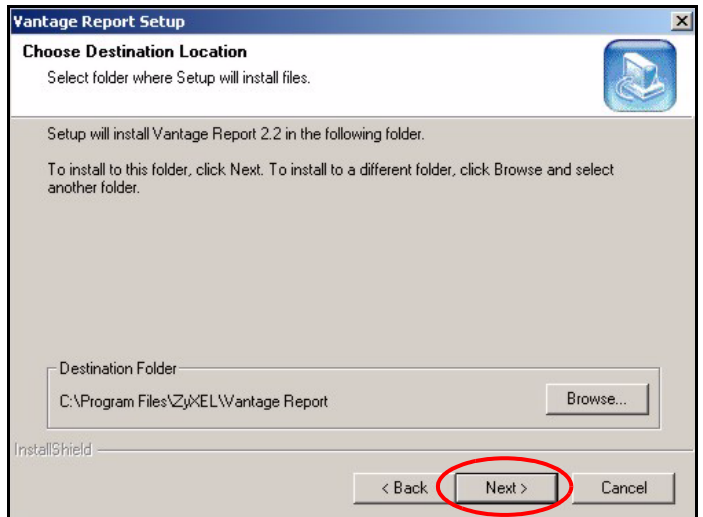 Vantage Report Setup
Choose Destination Location
Select folder where Setup will install files.
Setup will install Vantage Report 2.2 in the following folder.
To install to this folder, click Next. To install to a different folder, click Browse and select
another folder.
Destination Folder
C:\Program Files\ZyXEL\Vantage Report
Browse...
InstallShield
< Back
Next >
Cancel